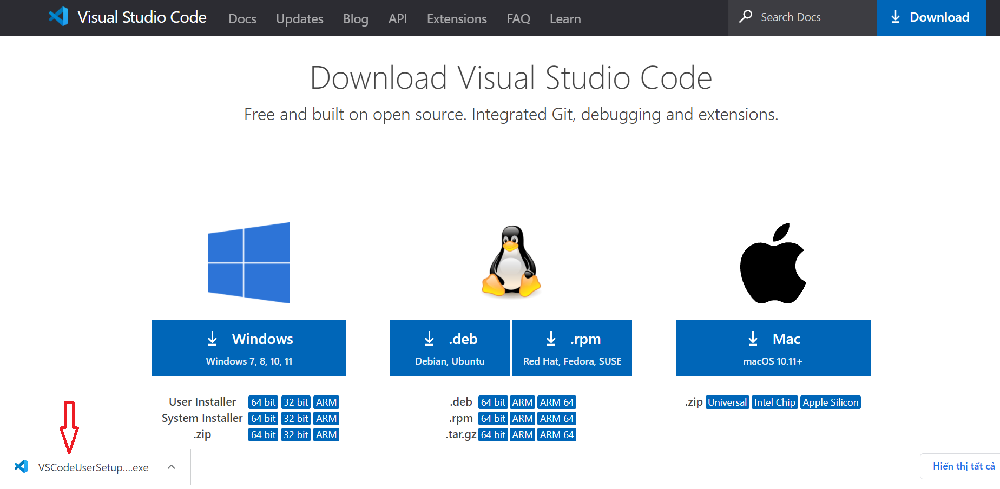 Visual Studio Code Docs Updates Blog API Extensions FAQ Learn Search Docs Download
Download Visual Studio Code
Free and built on open source. Integrated Git, debugging and extensions.
Windows
Windows 7, 8, 10, 11
.deb
Debian, Ubuntu
.rpm
Red Hat, Fedora, SUSE
Mac
macOS 10.11+
User Installer 64 bit 32 bit ARM
System Installer 64 bit 32 bit ARM
.zip 64 bit 32 bit ARM
.deb 64 bit ARM ARM 64
.rpm 64 bit ARM ARM 64
.tar.gz 64 bit ARM ARM 64
.zip Universal Intel Chip Apple Silicon
VSCodeUserSetup....exe
Hiển thị tất cả